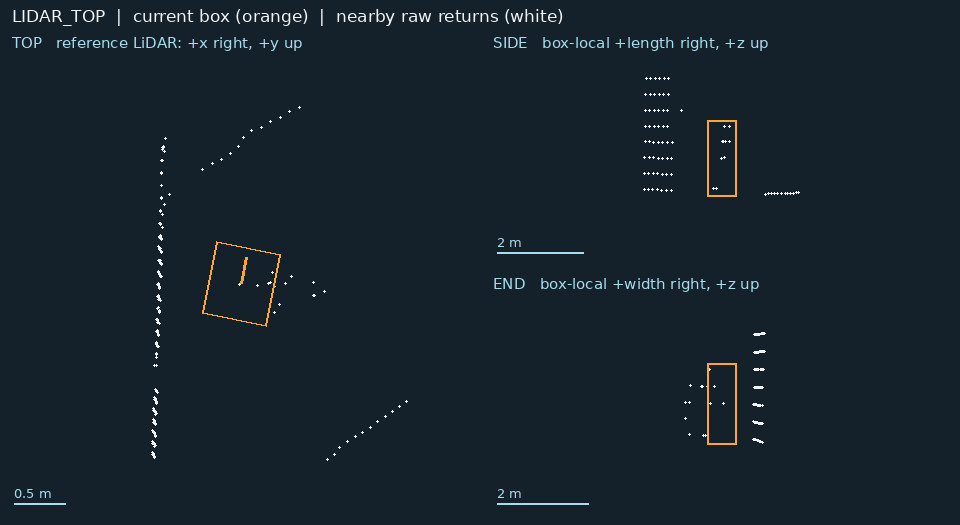 LIDAR_TOP | current box (orange) | nearby raw returns (white)
TOP reference LiDAR: +x right, +y up
SIDE box-local +length right, +z up
2 m
END box-local +width right, +z up
0.5 m
2 m